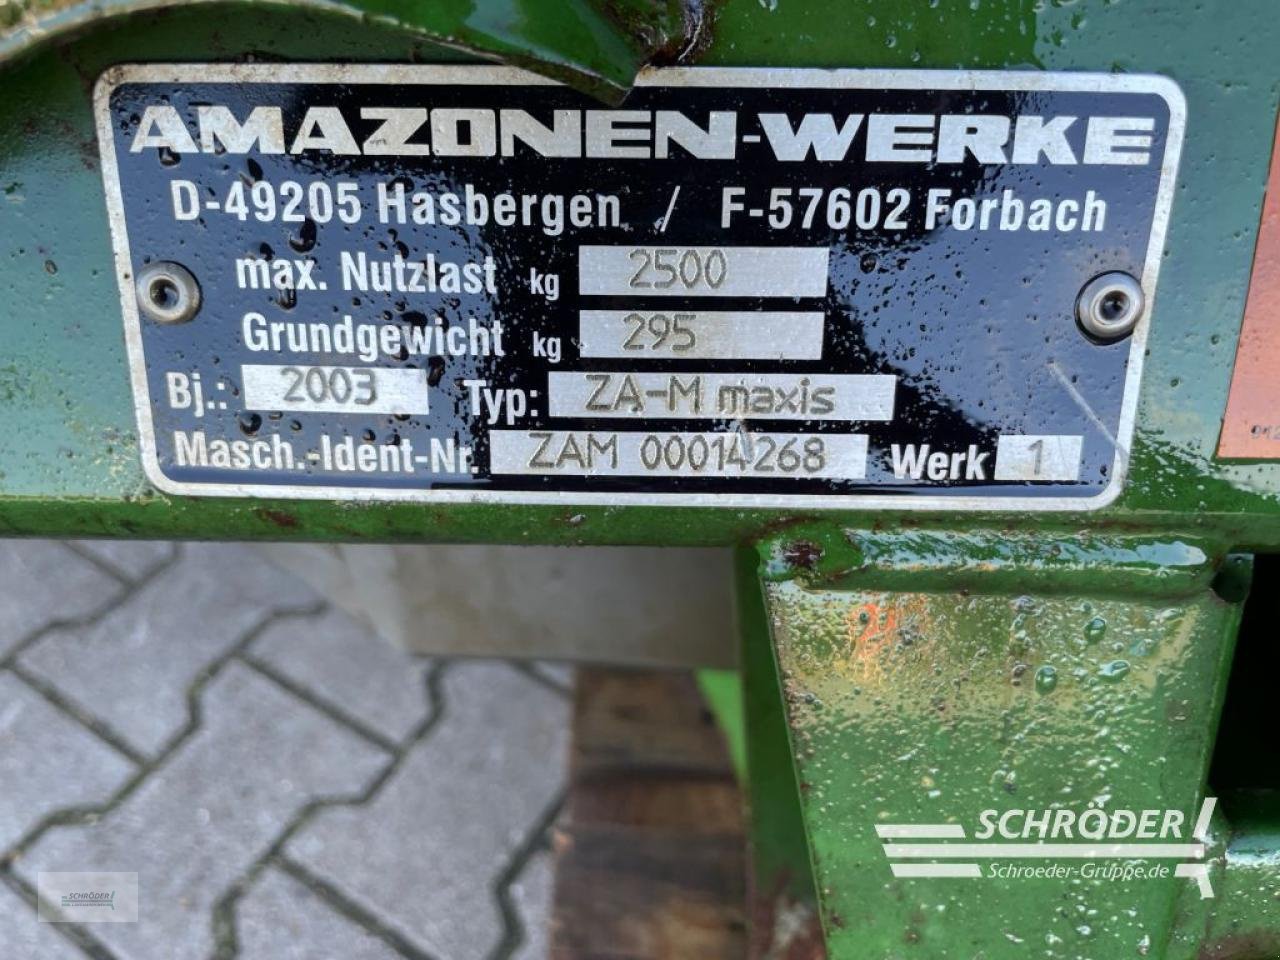 AMAZONEN-WERKE
D-49205 Hasbergen / F-57602 Forbach
max. Nutzlast kg 2500
Grundgewicht kg 295
Bj.: 2003 Typ: ZA-M maxis
Masch.-Ident-Nr. ZAM 00014268 Werk 1
SCHRÖDER
Schroeder-Gruppe.de
SCHRÖDER